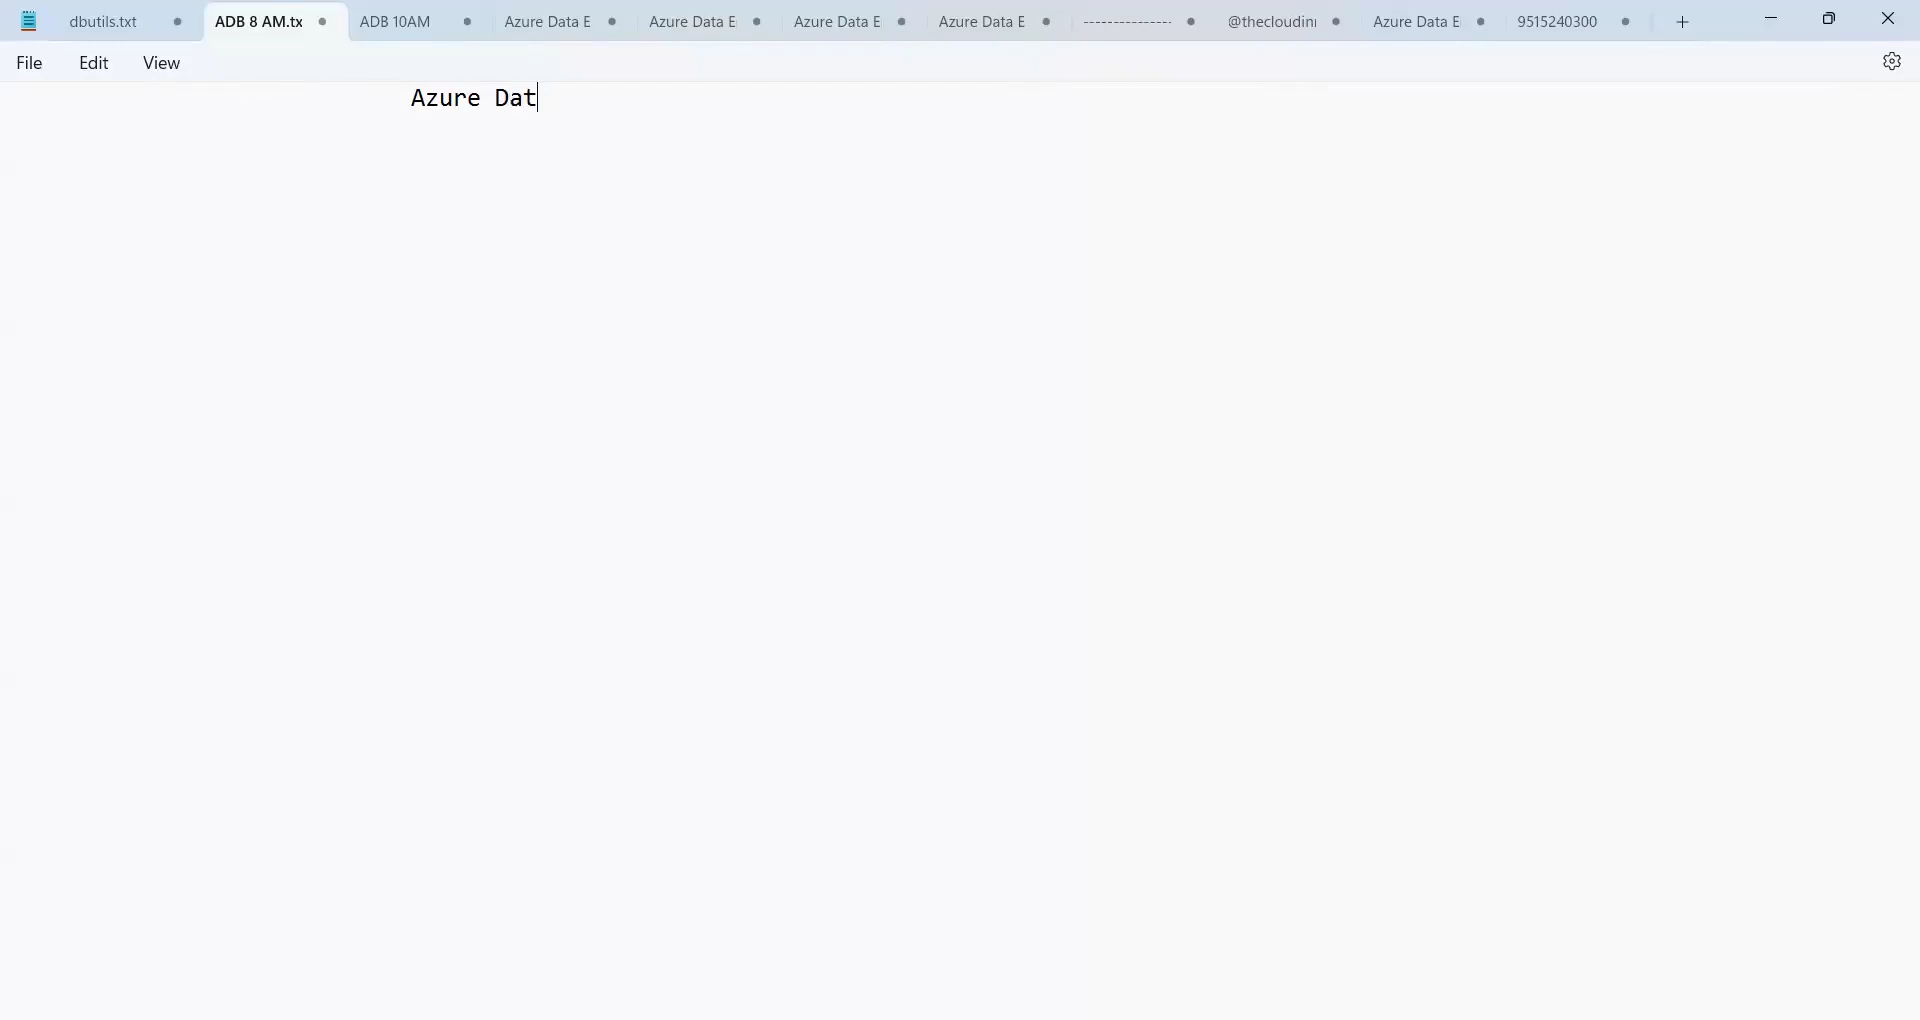 dbutils.txt ADB 8 AM.tx ADB 10AM Azure Data E Azure Data E Azure Data E Azure Data E --------------- @thecloudin Azure Data E 9515240300
File Edit View
Azure Dat